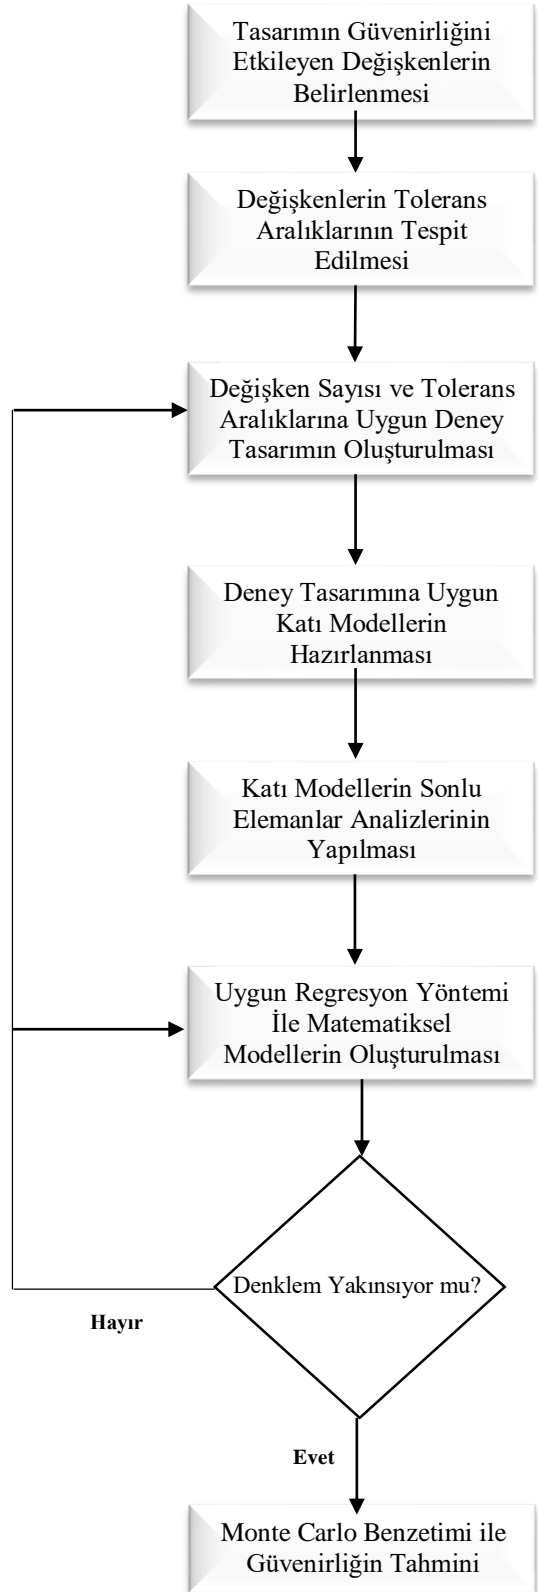 Tasarımın Güvenirliğini
Etkileyen Değişkenlerin
Belirlenmesi
Değişkenlerin Tolerans
Aralıklarının Tespit
Edilmesi
Değişken Sayısı ve Tolerans
Aralıklarına Uygun Deney
Tasarımın Oluşturulması
Deney Tasarımına Uygun
Katı Modellerin
Hazırlanması
Katı Modellerin Sonlu
Elemanlar Analizlerinin
Yapılması
Uygun Regresyon Yöntemi
İle Matematiksel
Modellerin Oluşturulması
Denklem Yakınsıyor mu?
Hayır
Evet
Monte Carlo Benzetimi ile
Güvenirliğin Tahmini